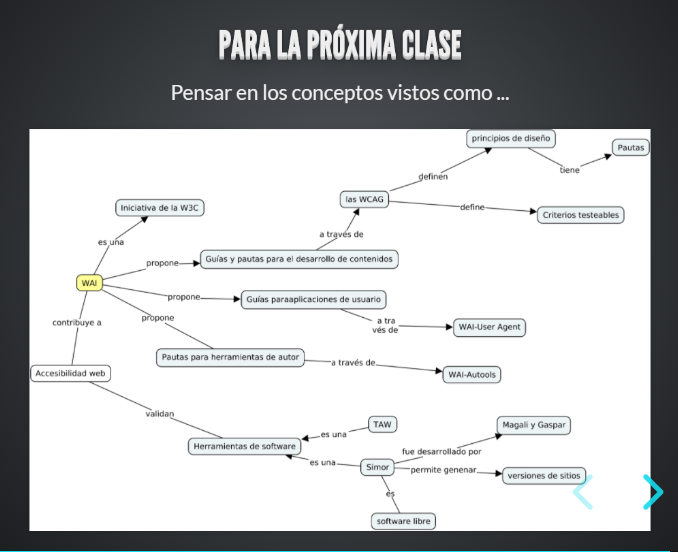 PARA LA PRÓXIMA CLASE
Pensar en los conceptos vistos como ...
principios de diseño
Pautas
definen
tiene
las WCAG
define
Criterios testeables
Iniciativa de la W3C
a través de
es una
Guías y pautas para el desarrollo de contenidos
propone
WAI
propone
Guías paraaplicaciones de usuario
propone
a tra
vés de
WAI-User Agent
contribuye a
Pautas para herramientas de autor
a través de
WAI-Autools
Accesibilidad web
validan
TAW
Magali y Gaspar
es una
Herramientas de software
fue desarrollado por
es una
Simor
permite genenar
versiones de sitios
es
software libre